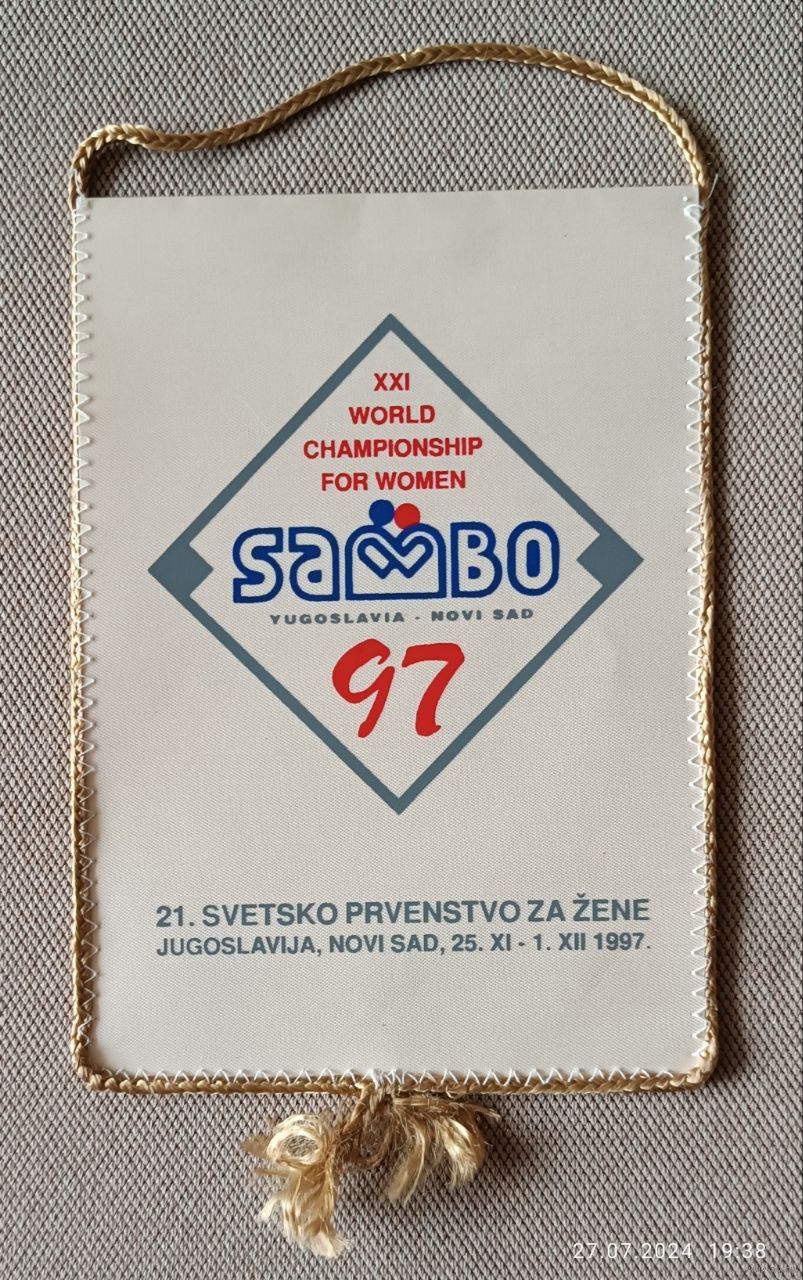 XXI
WORLD
CHAMPIONSHIP
FOR WOMEN
SaMBO
YUGOSLAVIA - NOVI SAD
97
21. SVETSKO PRVENSTVO ZA ŽENE
JUGOSLAVIJA, NOVI SAD, 25. XI - 1. XII 1997.
27.07.2024 19:38